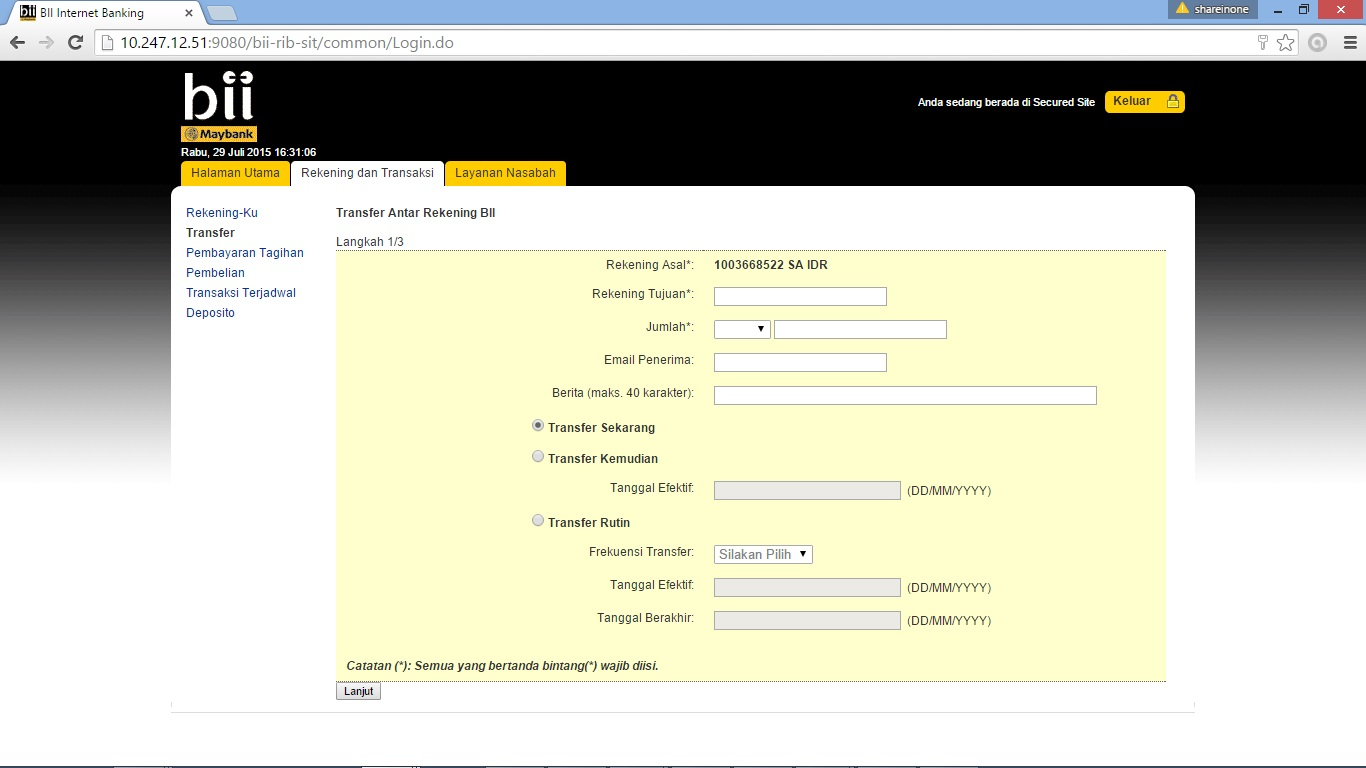 BII Internet Banking
shareinone
10.247.12.51:9080/bii-rib-sit/common/Login.do
bii
Maybank
Anda sedang berada di Secured Site
Keluar
Rabu, 29 Juli 2015 16:31:06
Halaman Utama
Rekening dan Transaksi
Layanan Nasabah
Rekening-Ku
Transfer
Pembayaran Tagihan
Pembelian
Transaksi Terjadwal
Deposito
Transfer Antar Rekening BII
Langkah 1/3
Rekening Asal*: 1003668522 SA IDR
Rekening Tujuan*:
Jumlah*:
Email Penerima:
Berita (maks. 40 karakter):
Transfer Sekarang
Transfer Kemudian
Tanggal Efektif: (DD/MM/YYYY)
Transfer Rutin
Frekuensi Transfer: Silakan Pilih
Tanggal Efektif: (DD/MM/YYYY)
Tanggal Berakhir: (DD/MM/YYYY)
Catatan (*): Semua yang bertanda bintang(*) wajib diisi.
Lanjut